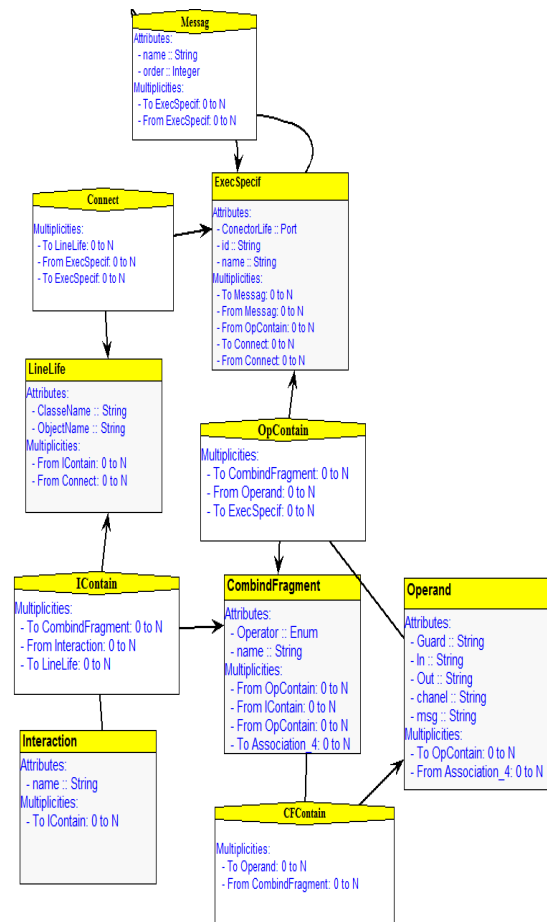 Messag
Attributes:
- name :: String
- order :: Integer
Multiplicities:
- To ExecSpecif: 0 to N
- From ExecSpecif: 0 to N
ExecSpecif
Attributes:
- ConectorLife :: Port
- id :: String
- name :: String
Multiplicities:
- To Messag: 0 to N
- From Messag: 0 to N
- From OpContain: 0 to N
- To Connect: 0 to N
- From Connect: 0 to N
Connect
Multiplicities:
- To LineLife: 0 to N
- From ExecSpecif: 0 to N
- To ExecSpecif: 0 to N
LineLife
Attributes:
- ClasseName :: String
- ObjectName :: String
Multiplicities:
- From IContain: 0 to N
- From Connect: 0 to N
OpContain
Multiplicities:
- To CombindFragment: 0 to N
- From Operand: 0 to N
- To ExecSpecif: 0 to N
IContain
Multiplicities:
- To CombindFragment: 0 to N
- From Interaction: 0 to N
- To LineLife: 0 to N
CombindFragment
Attributes:
- Operator :: Enum
- name :: String
Multiplicities:
- From OpContain: 0 to N
- From IContain: 0 to N
- From OpContain: 0 to N
- To Association_4: 0 to N
Operand
Attributes:
- Guard :: String
- In :: String
- Out :: String
- chanel :: String
- msg :: String
Multiplicities:
- To OpContain: 0 to N
- From Association_4: 0 to N
Interaction
Attributes:
- name :: String
Multiplicities:
- To IContain: 0 to N
CFContain
Multiplicities:
- To Operand: 0 to N
- From CombindFragment: 0 to N